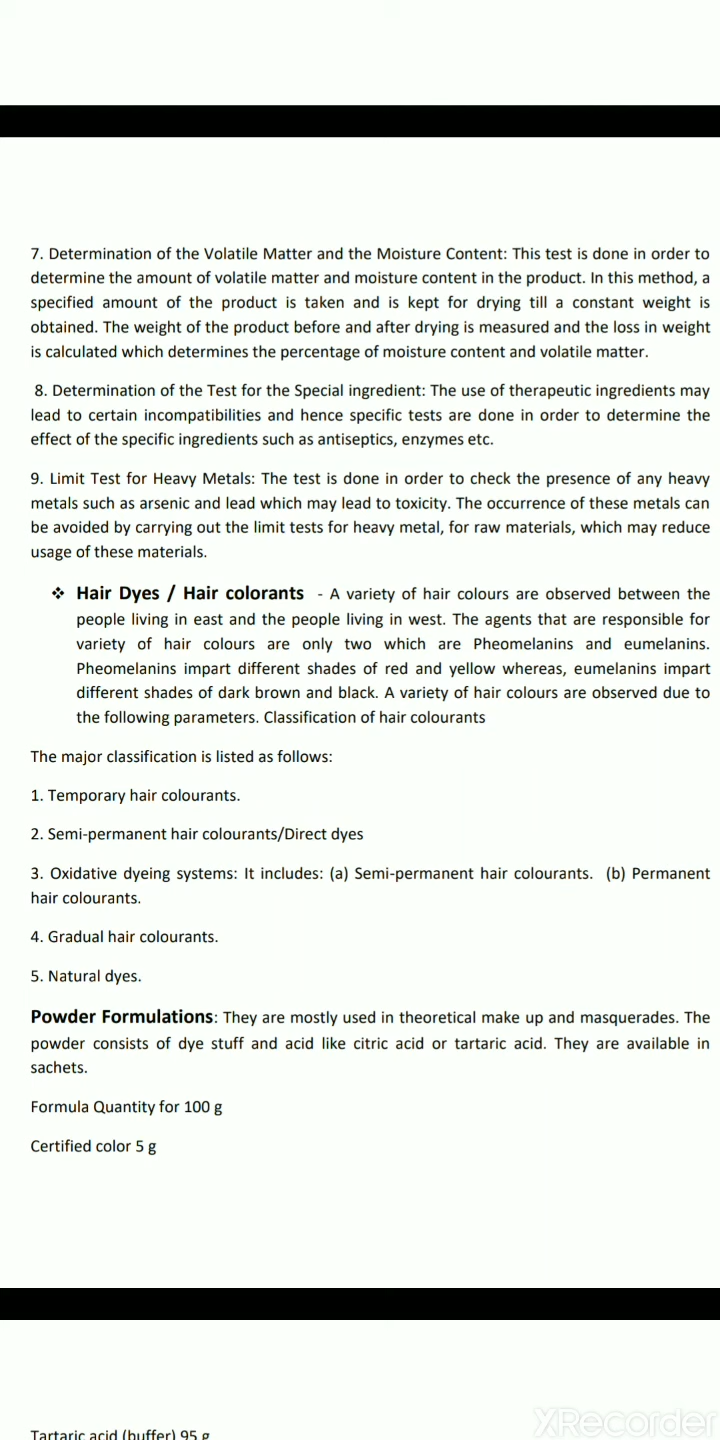 7. Determination of the Volatile Matter and the Moisture Content: This test is done in order to
determine the amount of volatile matter and moisture content in the product. In this method, a
specified amount of the product is taken and is kept for drying till a constant weight is
obtained. The weight of the product before and after drying is measured and the loss in weight
is calculated which determines the percentage of moisture content and volatile matter.
8. Determination of the Test for the Special ingredient: The use of therapeutic ingredients may
lead to certain incompatibilities and hence specific tests are done in order to determine the
effect of the specific ingredients such as antiseptics, enzymes etc.
9. Limit Test for Heavy Metals: The test is done in order to check the presence of any heavy
metals such as arsenic and lead which may lead to toxicity. The occurrence of these metals can
be avoided by carrying out the limit tests for heavy metal, for raw materials, which may reduce
usage of these materials.
❖ Hair Dyes / Hair colorants - A variety of hair colours are observed between the
people living in east and the people living in west. The agents that are responsible for
variety of hair colours are only two which are Pheomelanins and eumelanins.
Pheomelanins impart different shades of red and yellow whereas, eumelanins impart
different shades of dark brown and black. A variety of hair colours are observed due to
the following parameters. Classification of hair colourants
The major classification is listed as follows:
1. Temporary hair colourants.
2. Semi-permanent hair colourants/Direct dyes
3. Oxidative dyeing systems: It includes: (a) Semi-permanent hair colourants. (b) Permanent
hair colourants.
4. Gradual hair colourants.
5. Natural dyes.
Powder Formulations: They are mostly used in theoretical make up and masquerades. The
powder consists of dye stuff and acid like citric acid or tartaric acid. They are available in
sachets.
Formula Quantity for 100 g
Certified color 5 g
Tartaric acid (buffer) 95 g
XRecorder